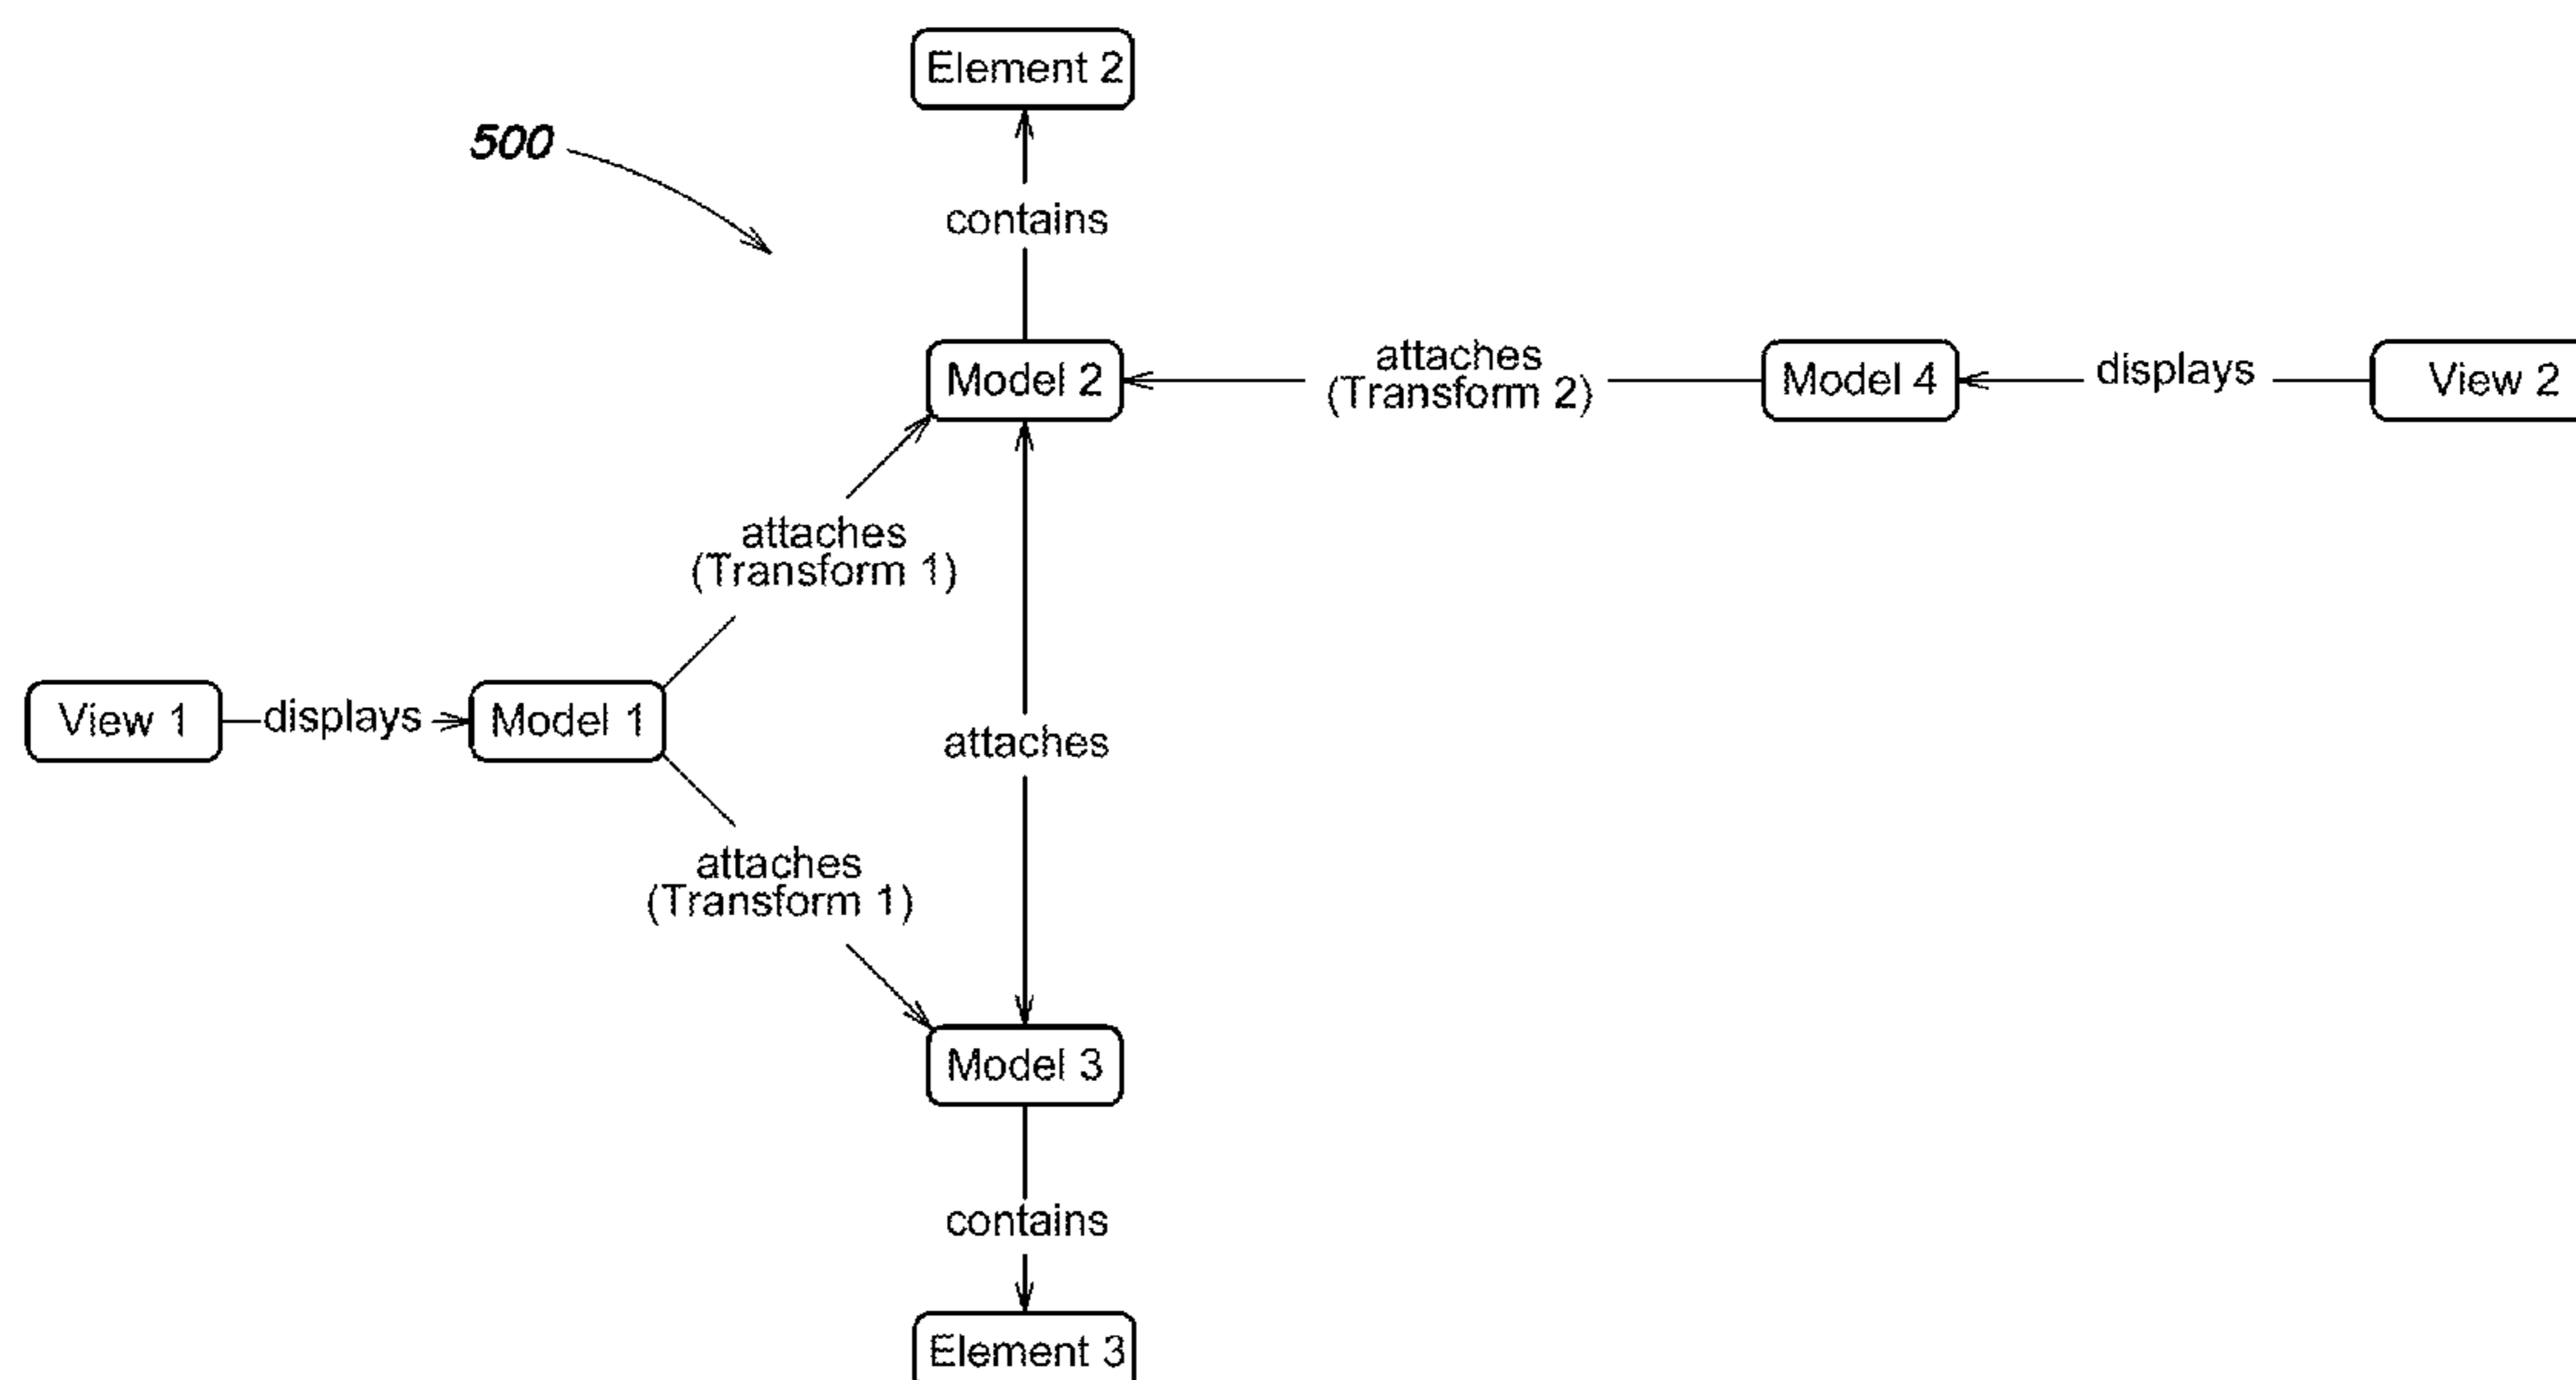 Element 2
500
contains
Model 2
attaches
(Transform 2)
Model 4
displays
View 2
attaches
(Transform 1)
View 1
displays
Model 1
attaches
attaches
(Transform 1)
Model 3
contains
Element 3